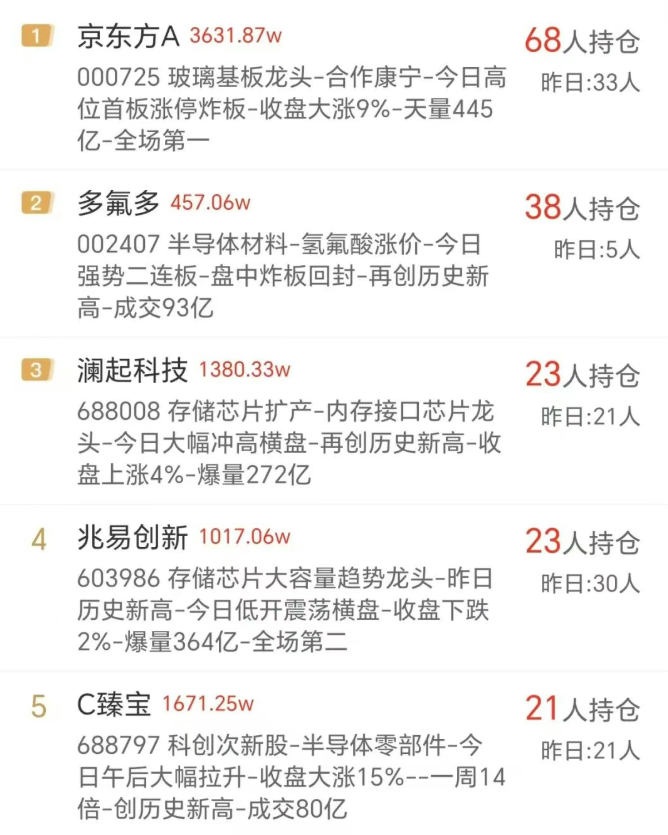 1 京东方A 3631.87w 68人持仓
000725 玻璃基板龙头-合作康宁-今日高 昨日:33人
位首板涨停炸板-收盘大涨9%-天量445
亿-全场第一
2 多氟多 457.06w 38人持仓
002407 半导体材料-氢氟酸涨价-今日 昨日:5人
强势二连板-盘中炸板回封-再创历史新
高-成交93亿
3 澜起科技 1380.33w 23人持仓
688008 存储芯片扩产-内存接口芯片龙 昨日:21人
头-今日大幅冲高横盘-再创历史新高-收
盘上涨4%-爆量272亿
4 兆易创新 1017.06w 23人持仓
603986 存储芯片大容量趋势龙头-昨日 昨日:30人
历史新高-今日低开震荡横盘-收盘下跌
2%-爆量364亿-全场第二
5 C臻宝 1671.25w 21人持仓
688797 科创次新股-半导体零部件-今 昨日:21人
日午后大幅拉升-收盘大涨15%--一周14
倍-创历史新高-成交80亿